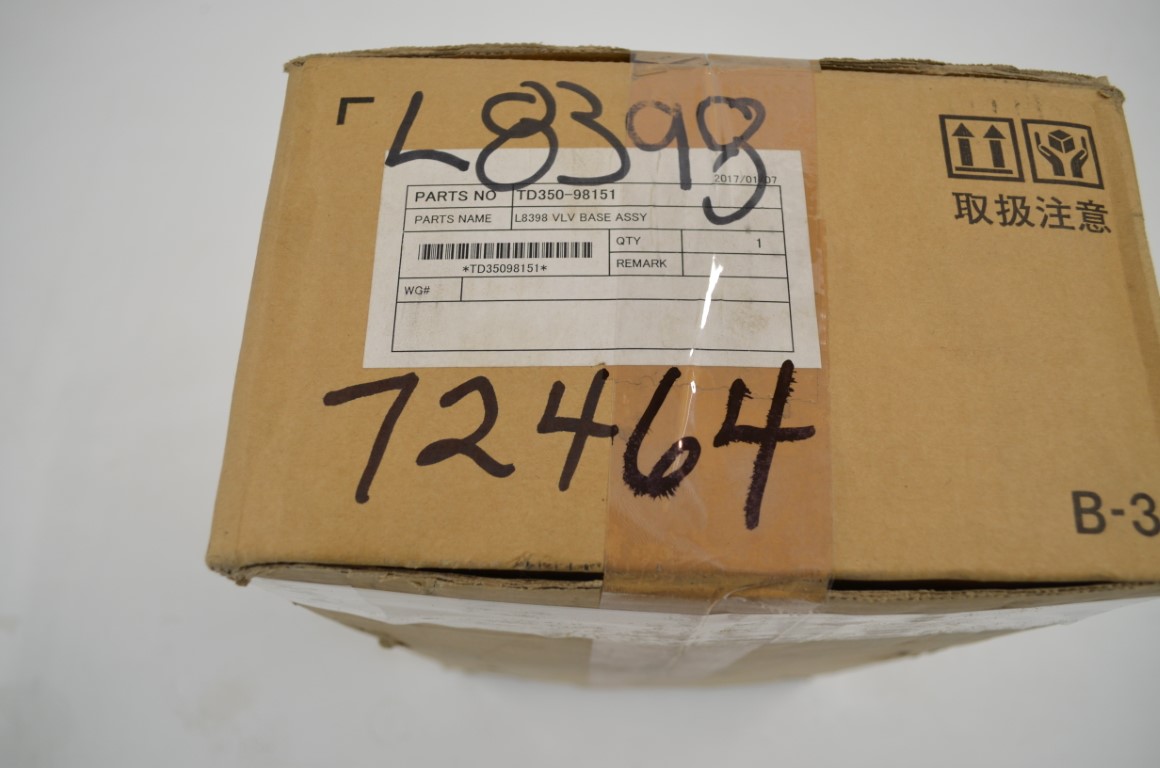 L8398
2017/01/07
PARTS NO TD350-98151
PARTS NAME L8398 VLV BASE ASSY
QTY 1
*TD35098151*
REMARK
WG#
取扱注意
72464
B-3